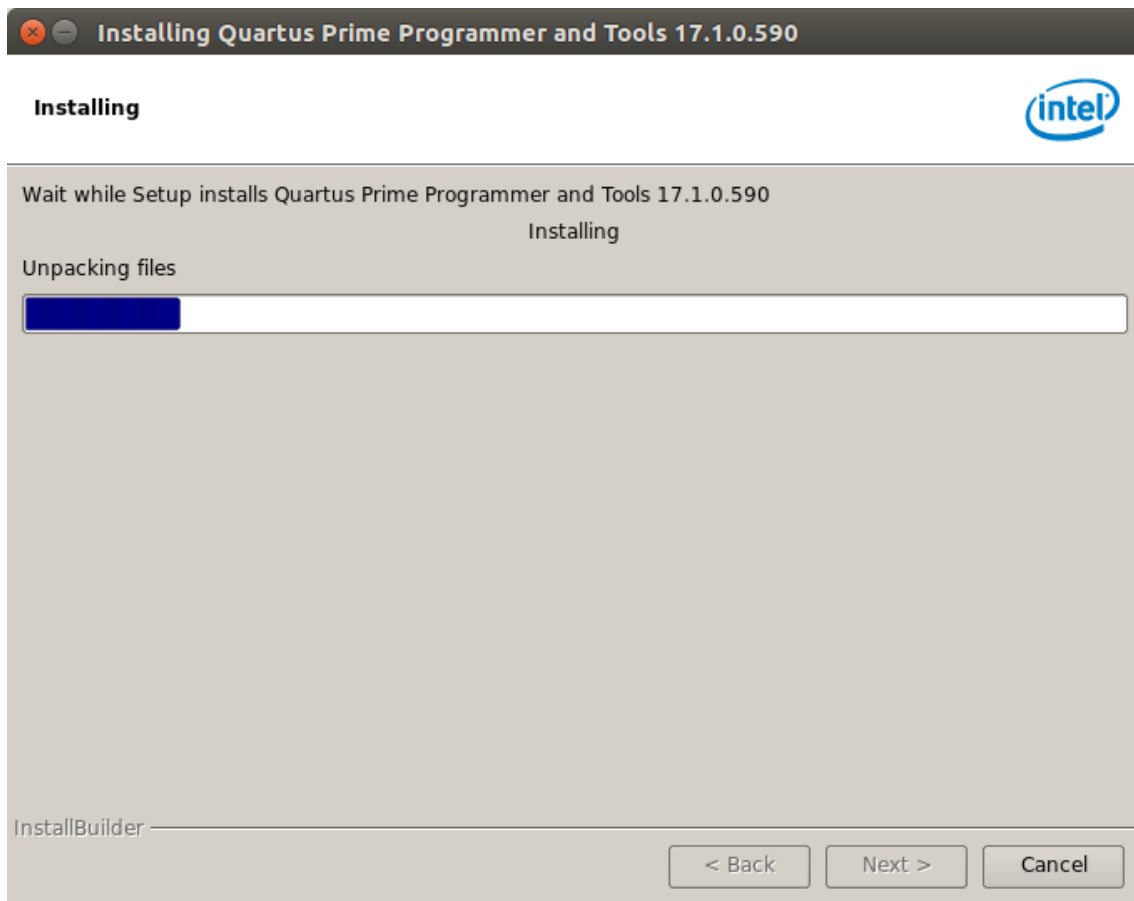 Installing Quartus Prime Programmer and Tools 17.1.0.590
Installing
intel
Wait while Setup installs Quartus Prime Programmer and Tools 17.1.0.590
Installing
Unpacking files
InstallBuilder
< Back
Next >
Cancel